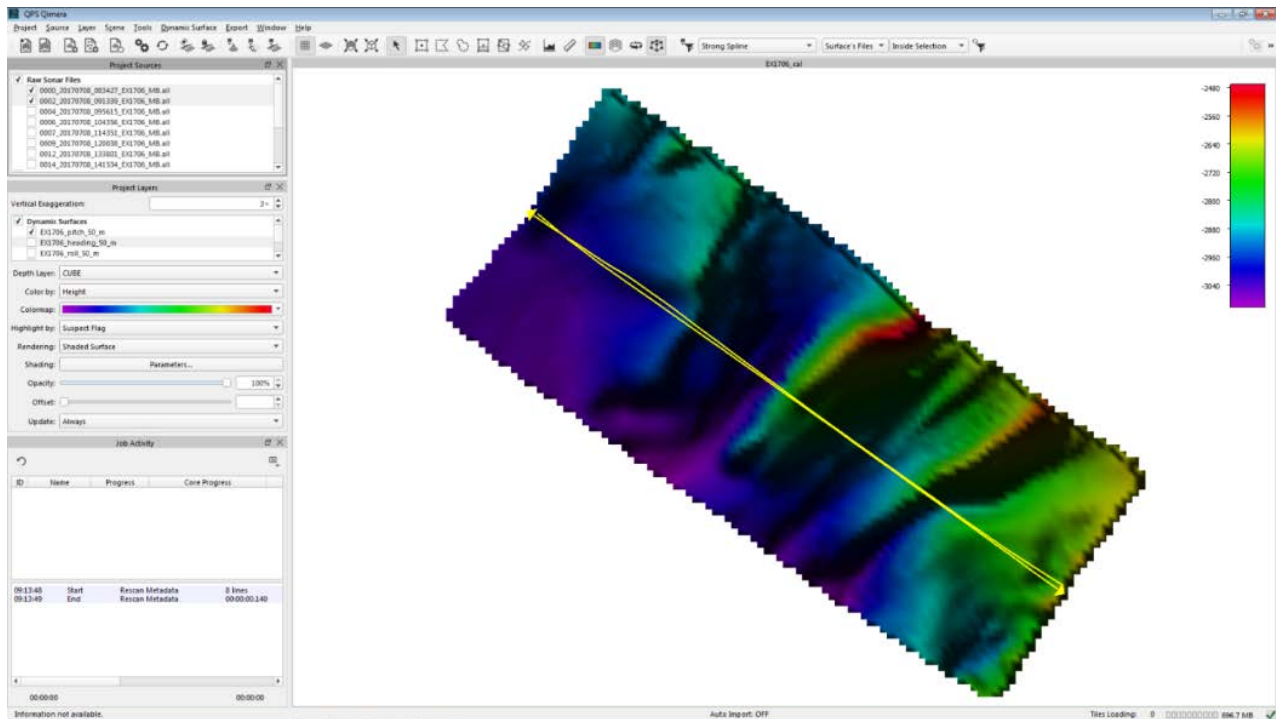 QPS Qimera
Project Source Layer Scene Tools Dynamic Surface Export Window Help
Strong Spline Surface's Files Inside Selection
Project Sources
EX1706_cal
Raw Sonar Files
0000_20170708_083427_EX1706_MB.all
0002_20170708_091339_EX1706_MB.all
0004_20170708_095615_EX1706_MB.all
0006_20170708_104356_EX1706_MB.all
0007_20170708_114351_EX1706_MB.all
0009_20170708_120038_EX1706_MB.all
0012_20170708_133801_EX1706_MB.all
0014_20170708_141534_EX1706_MB.all
Project Layers
Vertical Exaggeration:
Dynamic Surfaces
EX1706_pitch_50_m
EX1706_heading_50_m
EX1706_roll_50_m
Depth Layer: CUBE
Color by: Height
Colormap:
Highlight by: Suspect Flag
Rendering: Shaded Surface
Shading: Parameters...
Opacity: 100%
Offset:
Update: Always
Job Activity
ID Name Progress Core Progress
09:13:48 Start Rescan Metadata 8 lines
09:13:49 End Rescan Metadata 00:00:00.140
00:00:00 00:00:00
-2480
-2560
-2640
-2720
-2800
-2880
-2960
-3040
Information not available. Auto Import: OFF Tiles Loading: 0 896.7 MB